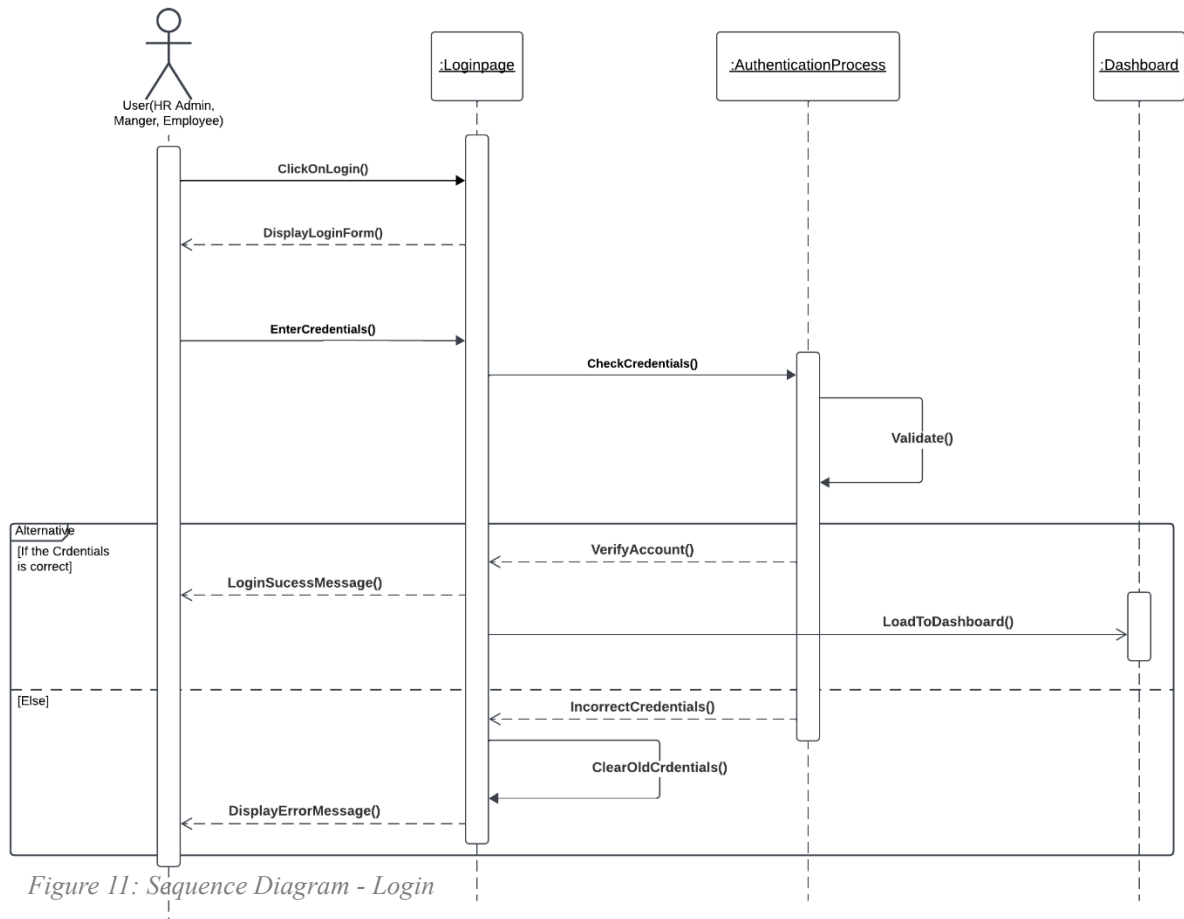 User(HR Admin,
Manger, Employee)
:Loginpage
:AuthenticationProcess
:Dashboard
ClickOnLogin()
DisplayLoginForm()
EnterCredentials()
CheckCredentials()
Validate()
Alternative
[If the Crdentials
is correct]
VerifyAccount()
LoginSucessMessage()
LoadToDashboard()
[Else]
IncorrectCredentials()
ClearOldCrdentials()
DisplayErrorMessage()
Figure 11: Sequence Diagram - Login